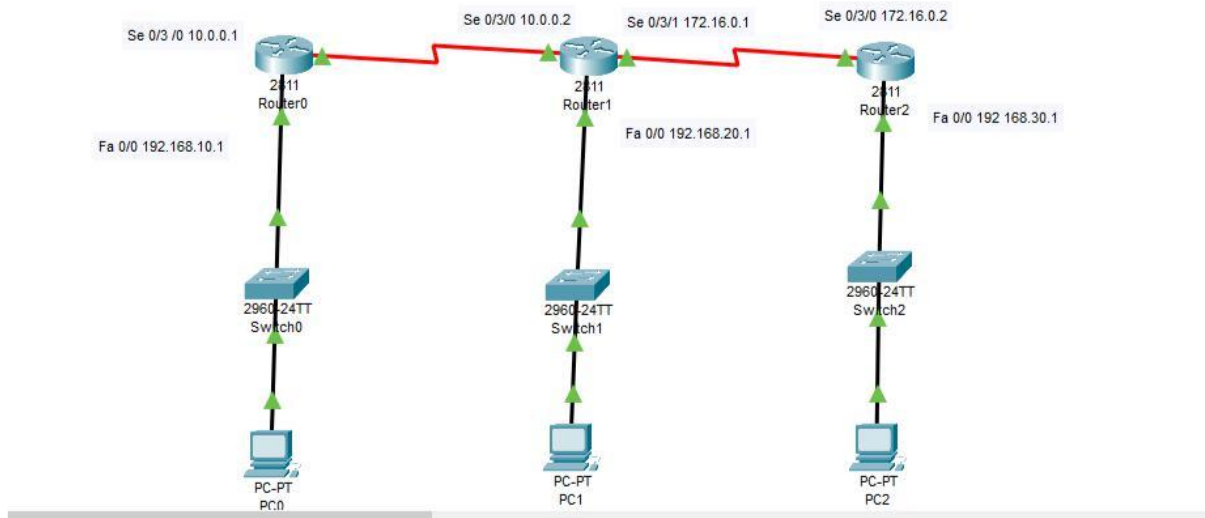 Se 0/3 /0 10.0.0.1
Se 0/3/0 10.0.0.2
Se 0/3/1 172.16.0.1
Se 0/3/0 172.16.0.2
2811
Router0
2811
Router1
2811
Router2
Fa 0/0 192.168.10.1
Fa 0/0 192.168.20.1
Fa 0/0 192 168.30.1
2960-24TT
Switch0
2960-24TT
Switch1
2960-24TT
Switch2
PC-PT
PC0
PC-PT
PC1
PC-PT
PC2